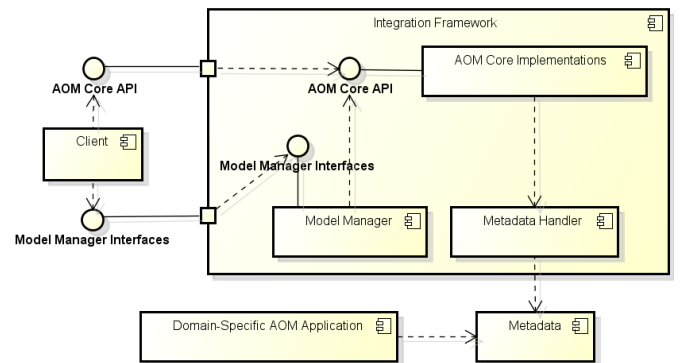 Integration Framework
AOM Core Implementations
AOM Core API
AOM Core API
Client
Model Manager Interfaces
Model Manager Interfaces
Model Manager
Metadata Handler
Domain-Specific AOM Application
Metadata